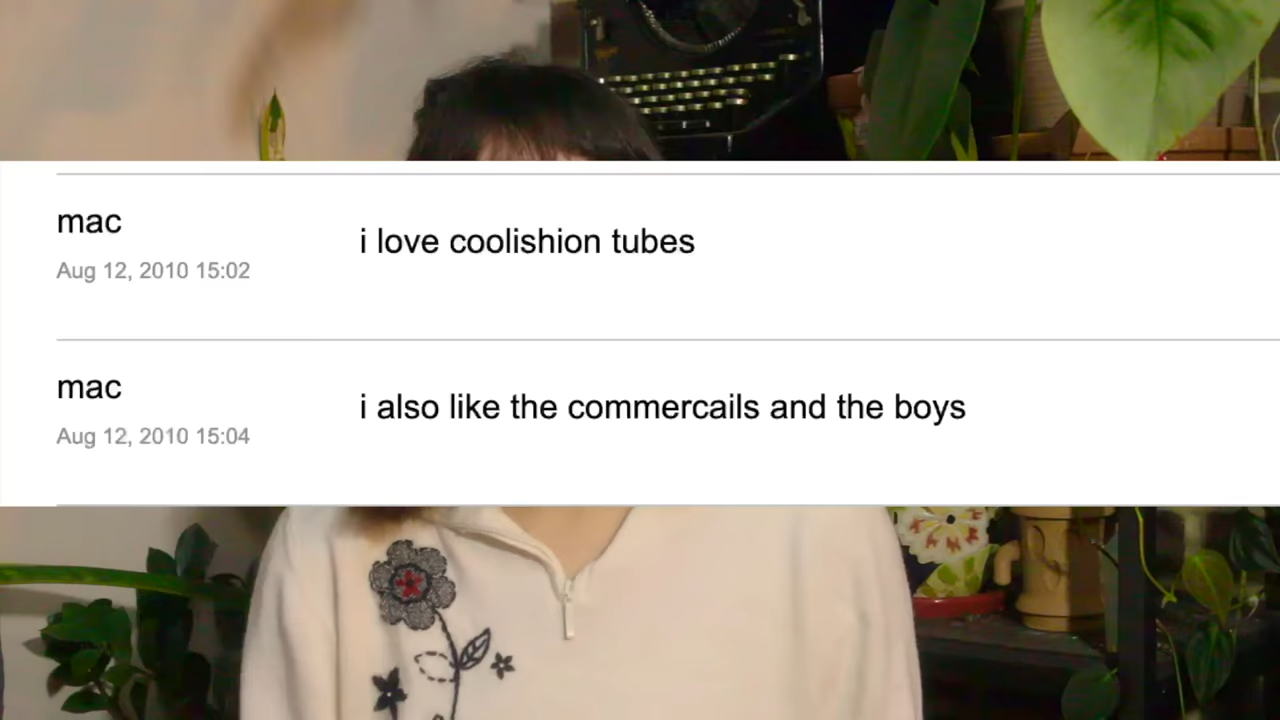 mac
i love coolishion tubes
Aug 12, 2010 15:02
mac
i also like the commercails and the boys
Aug 12, 2010 15:04